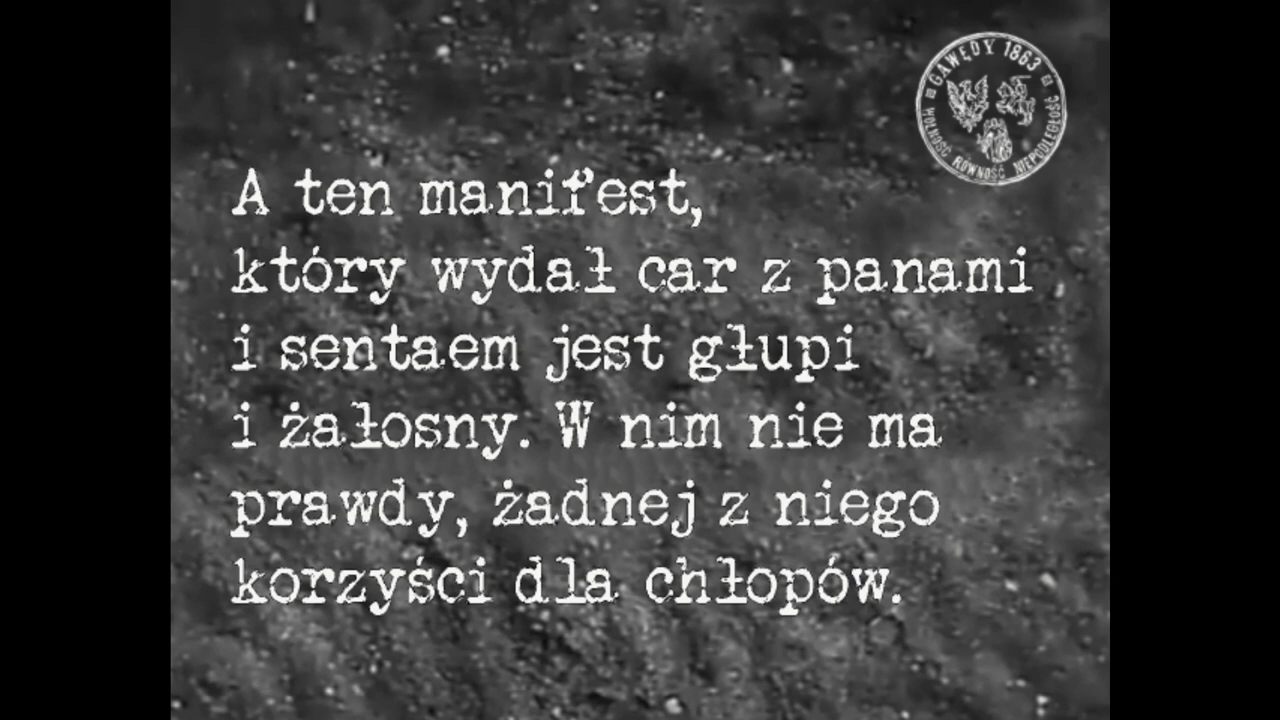 GAWĘDY 1863
WOLNOŚĆ RÓWNOŚĆ NIEPODLEGŁOŚĆ
A ten manifest,
który wydał car z panami
i sentaem jest głupi
i żałosny. W nim nie ma
prawdy, żadnej z niego
korzyści dla chłopów.